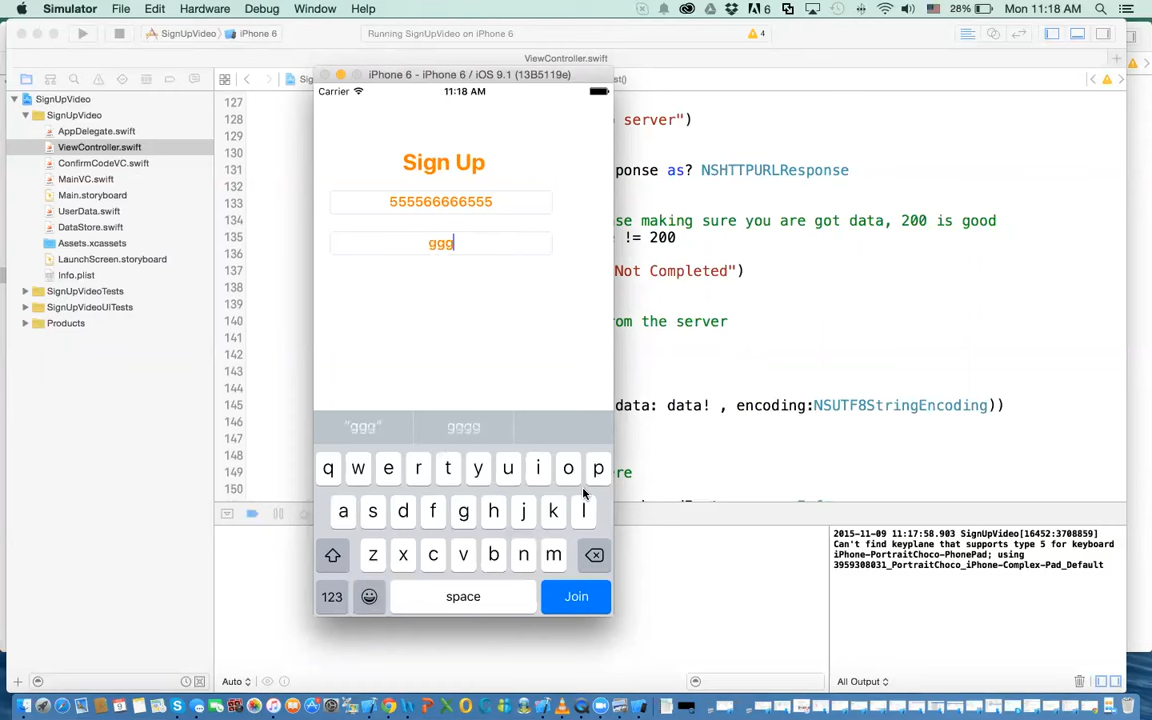 Simulator File Edit Hardware Debug Window Help
6 28% Mon 11:18 AM
SignUpVideo iPhone 6
Running SignUpVideo on iPhone 6
4
ViewController.swift
iPhone 6 - iPhone 6 / iOS 9.1 (13B5119e)
Carrier 11:18 AM
Sign Up
555566666555
ggg
"ggg" gggg
q w e r t y u i o p
a s d f g h j k l
z x c v b n m
123 space Join
SignUpVideo
SignUpVideo
AppDelegate.swift
ViewController.swift
ConfirmCodeVC.swift
MainVC.swift
Main.storyboard
UserData.swift
DataStore.swift
Assets.xcassets
LaunchScreen.storyboard
Info.plist
SignUpVideoTests
SignUpVideoUITests
Products
127
128 server")
129
130
131 ponse as? NSHTTPURLResponse
132
133
134 se making sure you are got data, 200 is good
135 != 200
136
137 Not Completed")
138
139
140 om the server
141
142
143
144
145 data: data! , encoding:NSUTF8StringEncoding))
146
147
148
149 re
150
2015-11-09 11:17:58.903 SignUpVideo[16452:3708859]
Can't find keyplane that supports type 5 for keyboard
iPhone-PortraitChoco-PhonePad; using
3959308031_PortraitChoco_iPhone-Complex-Pad_Default
Auto
All Output